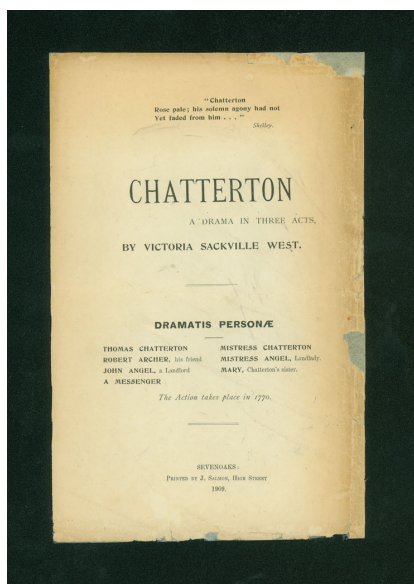 "Chatterton
Rose pale; his solemn agony had not
Yet faded from him . . . "
Shelley.
CHATTERTON
A DRAMA IN THREE ACTS,
BY VICTORIA SACKVILLE WEST.
DRAMATIS PERSONÆ
THOMAS CHATTERTON
ROBERT ARCHER, his friend
JOHN ANGEL, a Landlord
A MESSENGER
MISTRESS CHATTERTON
MISTRESS ANGEL, Landlady.
MARY, Chatterton's sister.
The Action takes place in 1770.
SEVENOAKS:
PRINTED BY J. SALMON, HIGH STREET
1909.